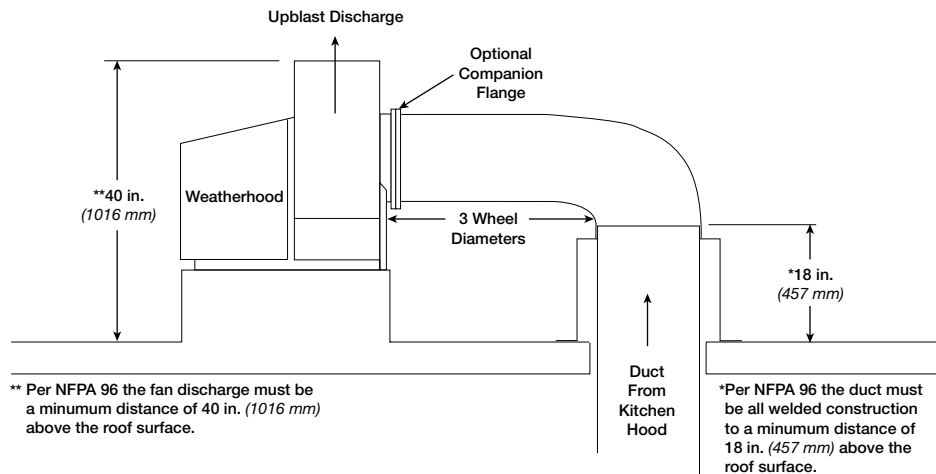 Upblast Discharge
Optional
Companion
Flange
**40 in.
(1016 mm)
Weatherhood
3 Wheel
Diameters
*18 in.
(457 mm)
** Per NFPA 96 the fan discharge must be
a minumum distance of 40 in. (1016 mm)
above the roof surface.
Duct
From
Kitchen
Hood
*Per NFPA 96 the duct must
be all welded construction
to a minumum distance of
18 in. (457 mm) above the
roof surface.